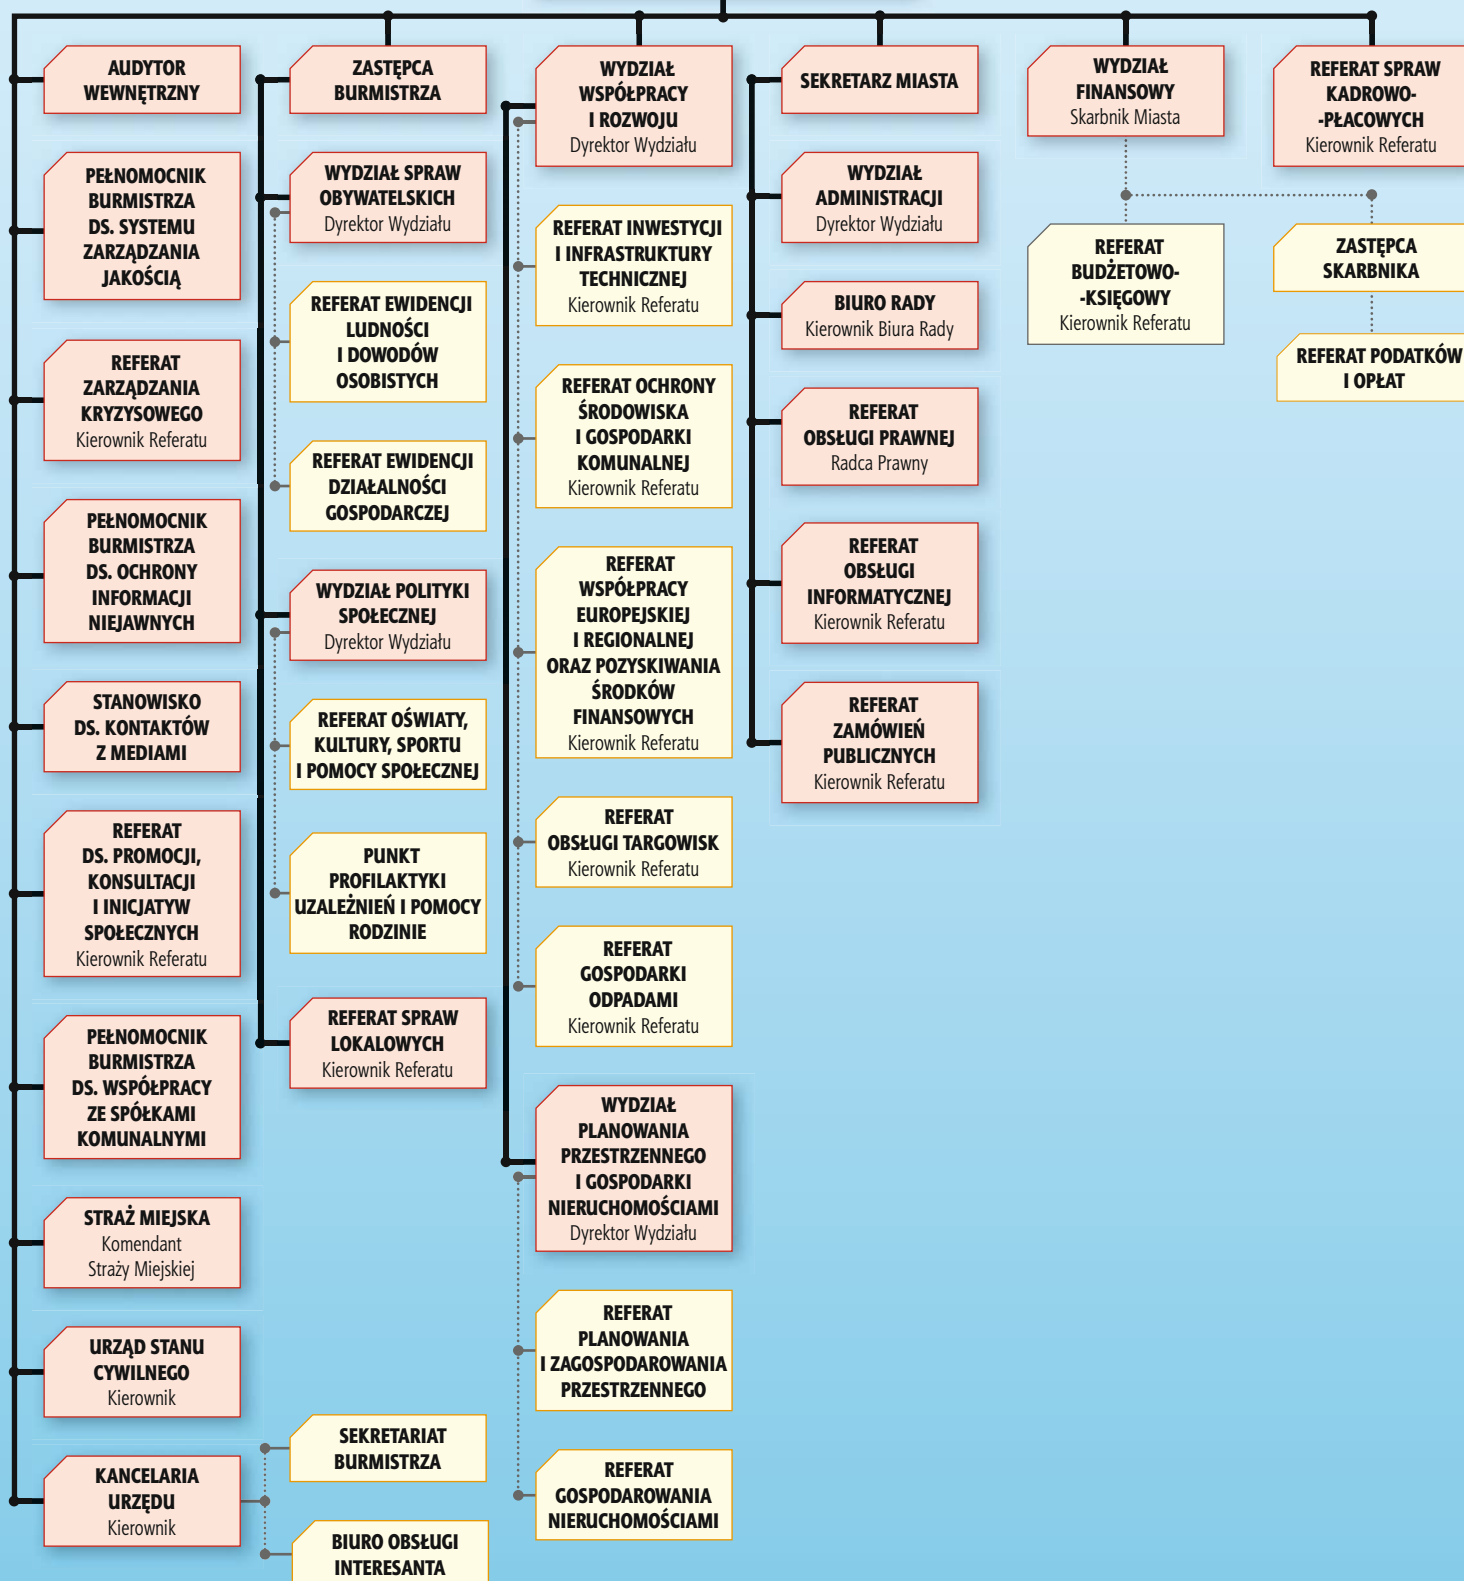 AUDYTOR
WEWNĘTRZNY
PEŁNOMOCNIK
BURMISTRZA
DS. SYSTEMU
ZARZĄDZANIA
JAKOŚCIĄ
REFERAT
ZARZĄDZANIA
KRYZYSOWEGO
Kierownik Referatu
PEŁNOMOCNIK
BURMISTRZA
DS. OCHRONY
INFORMACJI
NIEJAWNYCH
STANOWISKO
DS. KONTAKTÓW
Z MEDIAMI
REFERAT
DS. PROMOCJI,
KONSULTACJI
I INICJATYW
SPOŁECZNYCH
Kierownik Referatu
PEŁNOMOCNIK
BURMISTRZA
DS. WSPÓŁPRACY
ZE SPÓŁKAMI
KOMUNALNYMI
STRAŻ MIEJSKA
Komendant
Straży Miejskiej
URZĄD STANU
CYWILNEGO
Kierownik
KANCELARIA
URZĘDU
Kierownik
ZASTĘPCA
BURMISTRZA
WYDZIAŁ SPRAW
OBYWATELSKICH
Dyrektor Wydziału
REFERAT EWIDENCJI
LUDNOŚCI
I DOWODÓW
OSOBISTYCH
REFERAT EWIDENCJI
DZIAŁALNOŚCI
GOSPODARCZEJ
WYDZIAŁ POLITYKI
SPOŁECZNEJ
Dyrektor Wydziału
REFERAT OŚWIATY,
KULTURY, SPORTU
I POMOCY SPOŁECZNEJ
PUNKT
PROFILAKTYKI
UZALEŻNIEŃ I POMOCY
RODZINIE
REFERAT SPRAW
LOKALOWYCH
Kierownik Referatu
SEKRETARIAT
BURMISTRZA
BIURO OBSŁUGI
INTERESANTA
WYDZIAŁ
WSPÓŁPRACY
I ROZWOJU
Dyrektor Wydziału
REFERAT INWESTYCJI
I INFRASTRUKTURY
TECHNICZNEJ
Kierownik Referatu
REFERAT OCHRONY
ŚRODOWISKA
I GOSPODARKI
KOMUNALNEJ
Kierownik Referatu
REFERAT
WSPÓŁPRACY
EUROPEJSKIEJ
I REGIONALNEJ
ORAZ POZYSKIWANIA
ŚRODKÓW
FINANSOWYCH
Kierownik Referatu
REFERAT
OBSŁUGI TARGOWISK
Kierownik Referatu
REFERAT
GOSPODARKI
ODPADAMI
Kierownik Referatu
WYDZIAŁ
PLANOWANIA
PRZESTRZENNEGO
I GOSPODARKI
NIERUCHOMOŚCIAMI
Dyrektor Wydziału
REFERAT
PLANOWANIA
I ZAGOSPODAROWANIA
PRZESTRZENNEGO
REFERAT
GOSPODAROWANIA
NIERUCHOMOŚCIAMI
SEKRETARZ MIASTA
WYDZIAŁ
ADMINISTRACJI
Dyrektor Wydziału
BIURO RADY
Kierownik Biura Rady
REFERAT
OBSŁUGI PRAWNEJ
Radca Prawny
REFERAT
OBSŁUGI
INFORMATYCZNEJ
Kierownik Referatu
REFERAT
ZAMÓWIEŃ
PUBLICZNYCH
Kierownik Referatu
WYDZIAŁ
FINANSOWY
Skarbnik Miasta
REFERAT
BUDŻETOWO-
-KSIĘGOWY
Kierownik Referatu
REFERAT SPRAW
KADROWO-
-PŁACOWYCH
Kierownik Referatu
ZASTĘPCA
SKARBNIKA
REFERAT PODATKÓW
I OPŁAT